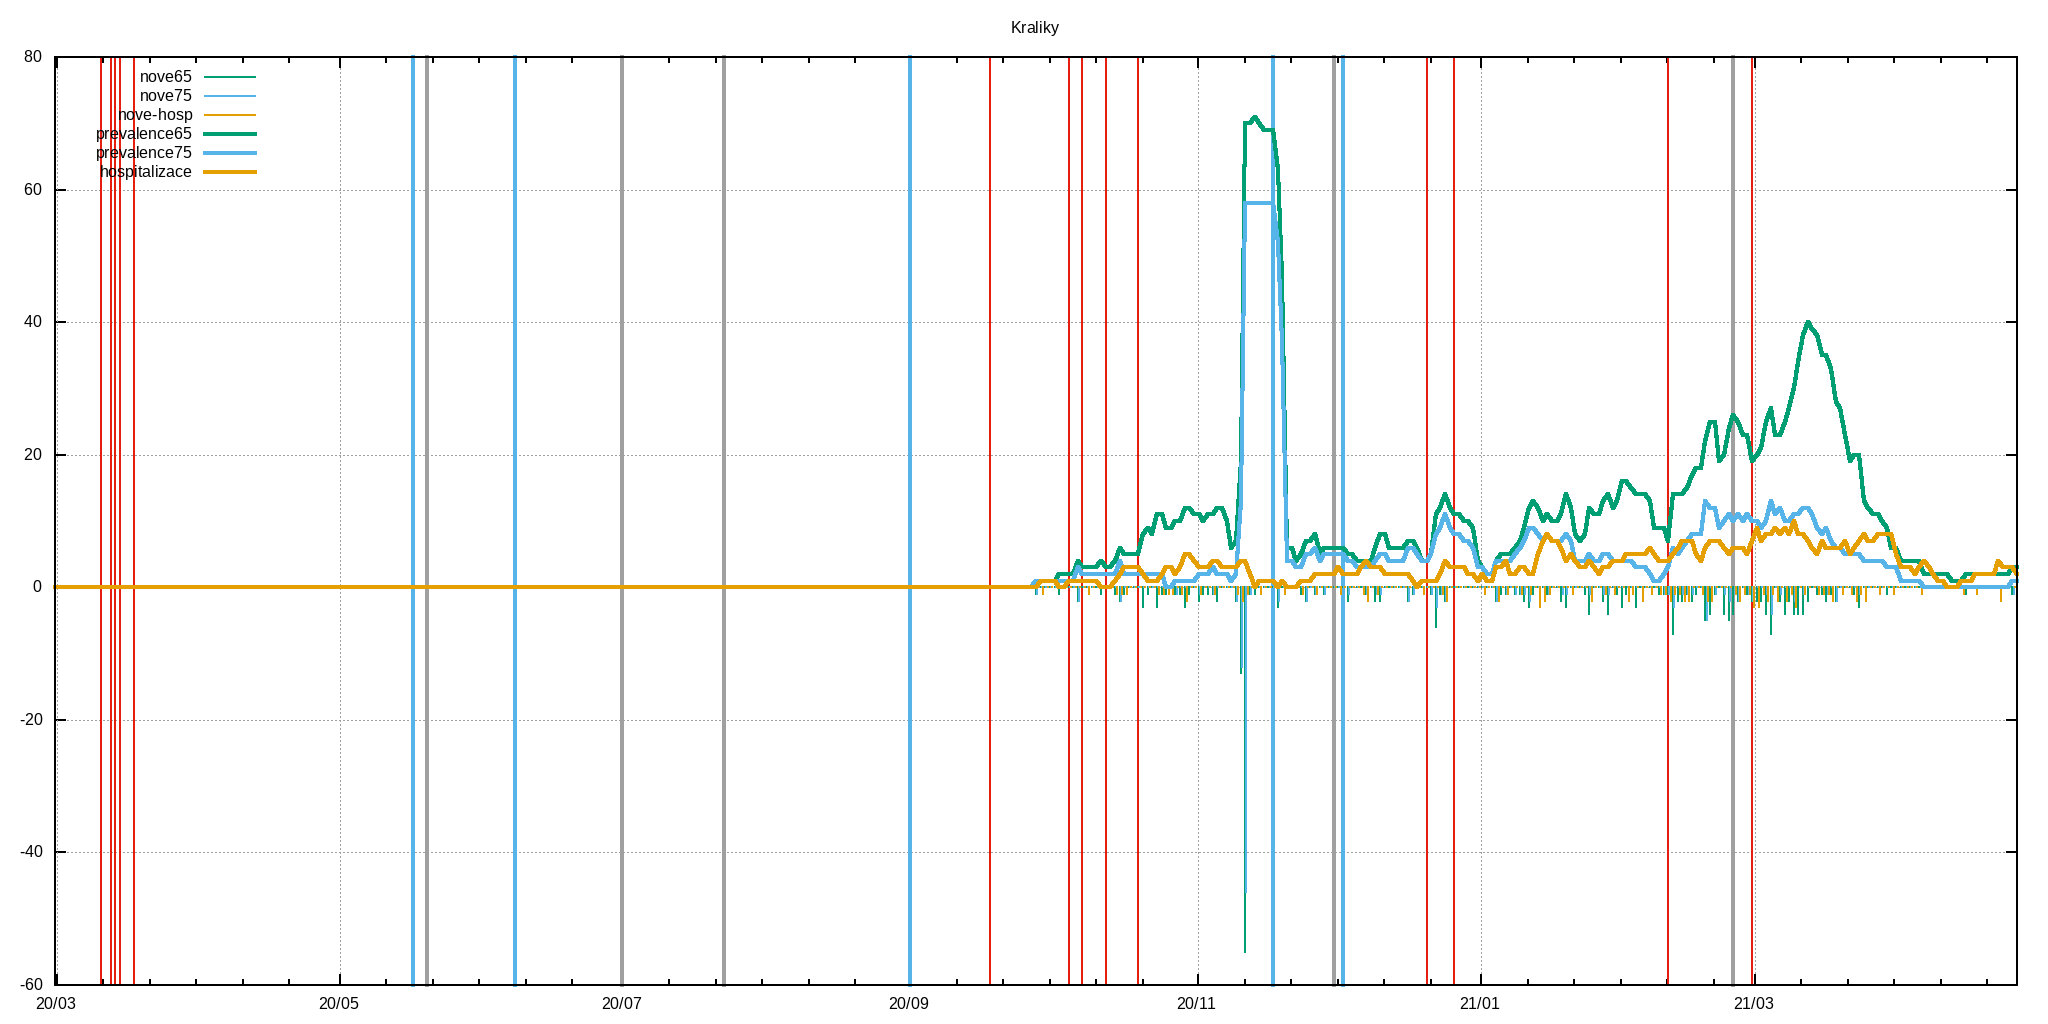 Kraliky
80
60
40
20
0
-20
-40
-60
nove65
nove75
nove-hosp
prevalence65
prevalence75
hospitalizace
20/03 20/05 20/07 20/09 20/11 21/01 21/03